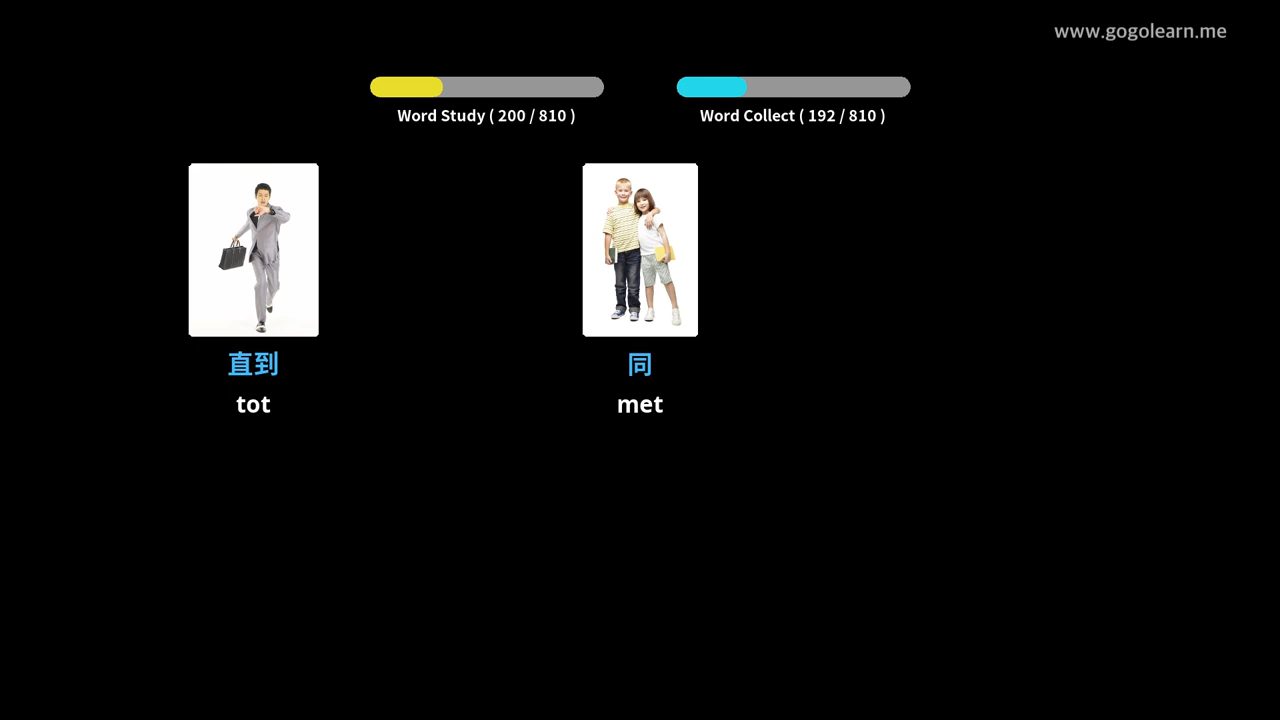 www.gogolearn.me
Word Study ( 200 / 810 )
Word Collect ( 192 / 810 )
直到
tot
同
met